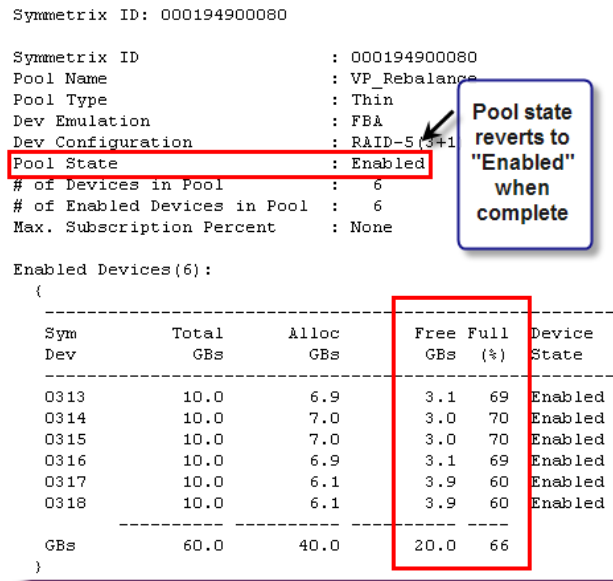 Symmetrix ID: 000194900080
Symmetrix ID : 000194900080
Pool Name : VP_Rebalance
Pool Type : Thin
Dev Emulation : FBA
Dev Configuration : RAID-5(3+1
Pool State : Enabled
# of Devices in Pool : 6
# of Enabled Devices in Pool : 6
Max. Subscription Percent : None
Pool state
reverts to
"Enabled"
when
complete
Enabled Devices(6):
{
------------------------------------------------------
Sym Total Alloc Free Full Device
Dev GBs GBs GBs (%) State
------------------------------------------------------
0313 10.0 6.9 3.1 69 Enabled
0314 10.0 7.0 3.0 70 Enabled
0315 10.0 7.0 3.0 70 Enabled
0316 10.0 6.9 3.1 69 Enabled
0317 10.0 6.1 3.9 60 Enabled
0318 10.0 6.1 3.9 60 Enabled
---------- ---------- ---------- ----
GBs 60.0 40.0 20.0 66
}